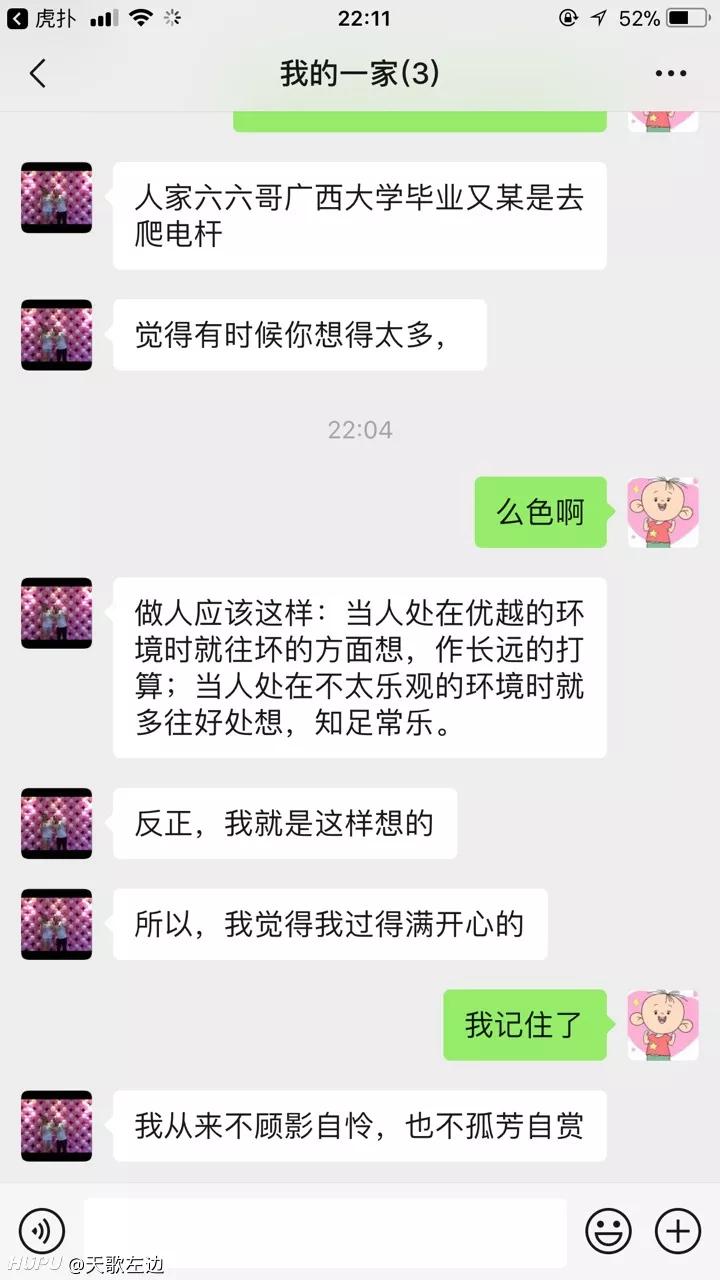 虎扑
22:11
52%
我的一家(3)
人家六六哥广西大学毕业又某是去
爬电杆
觉得有时候你想得太多，
22:04
么色啊
做人应该这样：当人处在优越的环
境时就往坏的方面想，作长远的打
算；当人处在不太乐观的环境时就
多往好处想，知足常乐。
反正，我就是这样想的
所以，我觉得我过得满开心的
我记住了
我从来不顾影自怜，也不孤芳自赏
HUPU @天歌左边